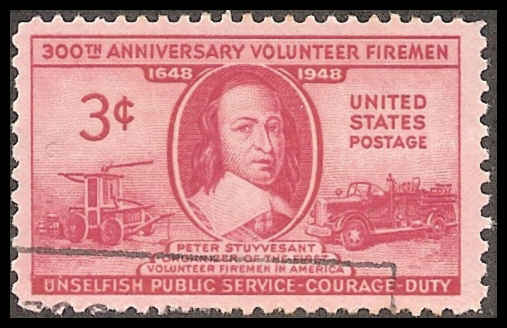 300TH ANNIVERSARY VOLUNTEER FIREMEN
1648 1948
3¢
UNITED
STATES
POSTAGE
PETER STUYVESANT
ORGANIZER OF THE FIRST
VOLUNTEER FIREMEN IN AMERICA
UNSELFISH PUBLIC SERVICE-COURAGE-DUTY